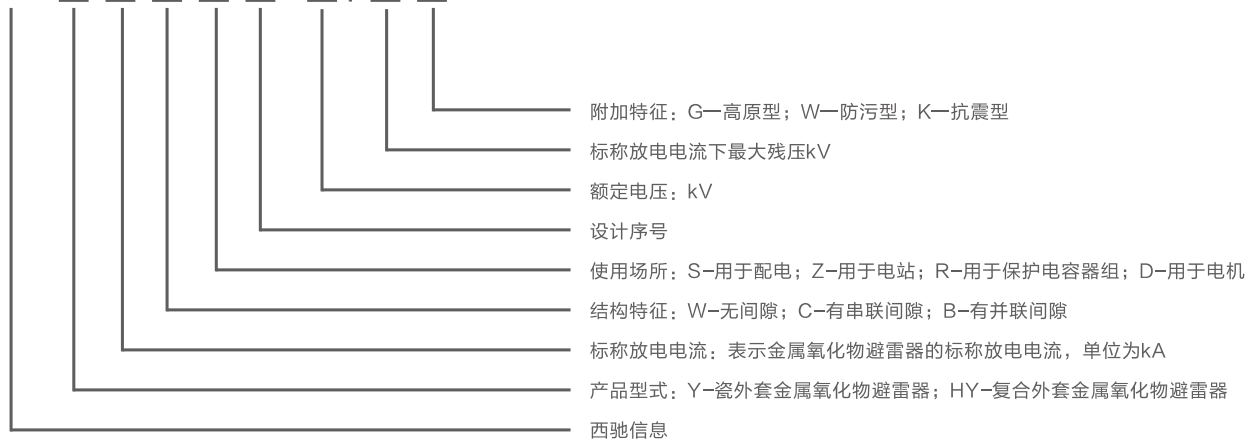 附加特征：G—高原型；W—防污型；K—抗震型
标称放电电流下最大残压kV
额定电压：kV
设计序号
使用场所：S-用于配电；Z-用于电站；R-用于保护电容器组；D-用于电机
结构特征：W-无间隙；C-有串联间隙；B-有并联间隙
标称放电电流：表示金属氧化物避雷器的标称放电电流，单位为kA
产品型式：Y-瓷外套金属氧化物避雷器；HY-复合外套金属氧化物避雷器
西驰信息